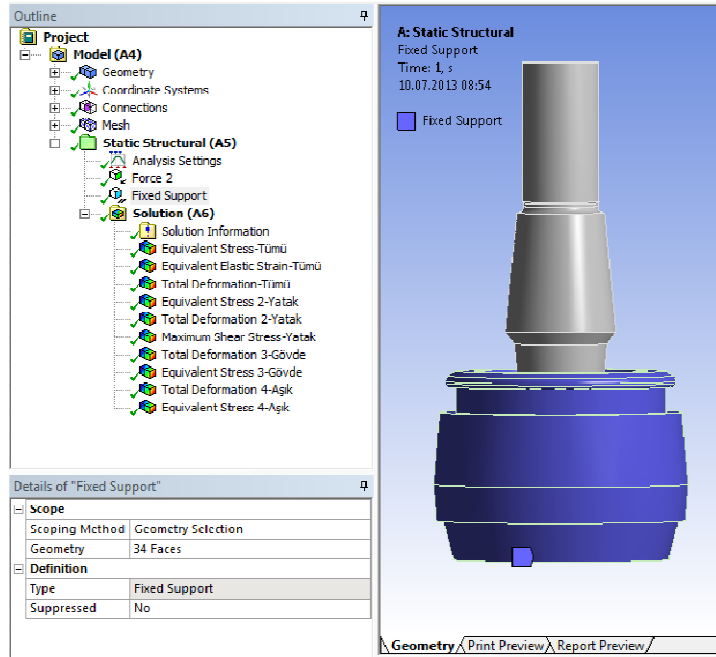 Outline
Project
Model (A4)
Geometry
Coordinate Systems
Connections
Mesh
Static Structural (A5)
Analysis Settings
Force 2
Fixed Support
Solution (A6)
Solution Information
Equivalent Stress-Tümü
Equivalent Elastic Strain-Tümü
Total Deformation-Tümü
Equivalent Stress 2-Yatak
Total Deformation 2-Yatak
Maximum Shear Stress-Yatak
Total Deformation 3-Gövde
Equivalent Stress 3-Gövde
Total Deformation 4-Aşık
Equivalent Stress 4-Aşık
Details of "Fixed Support"
Scope
Scoping Method Geometry Selection
Geometry 34 Faces
Definition
Type Fixed Support
Suppressed No
A: Static Structural
Fixed Support
Time: 1, s
10.07.2013 08:54
Fixed Support
Geometry Print Preview Report Preview